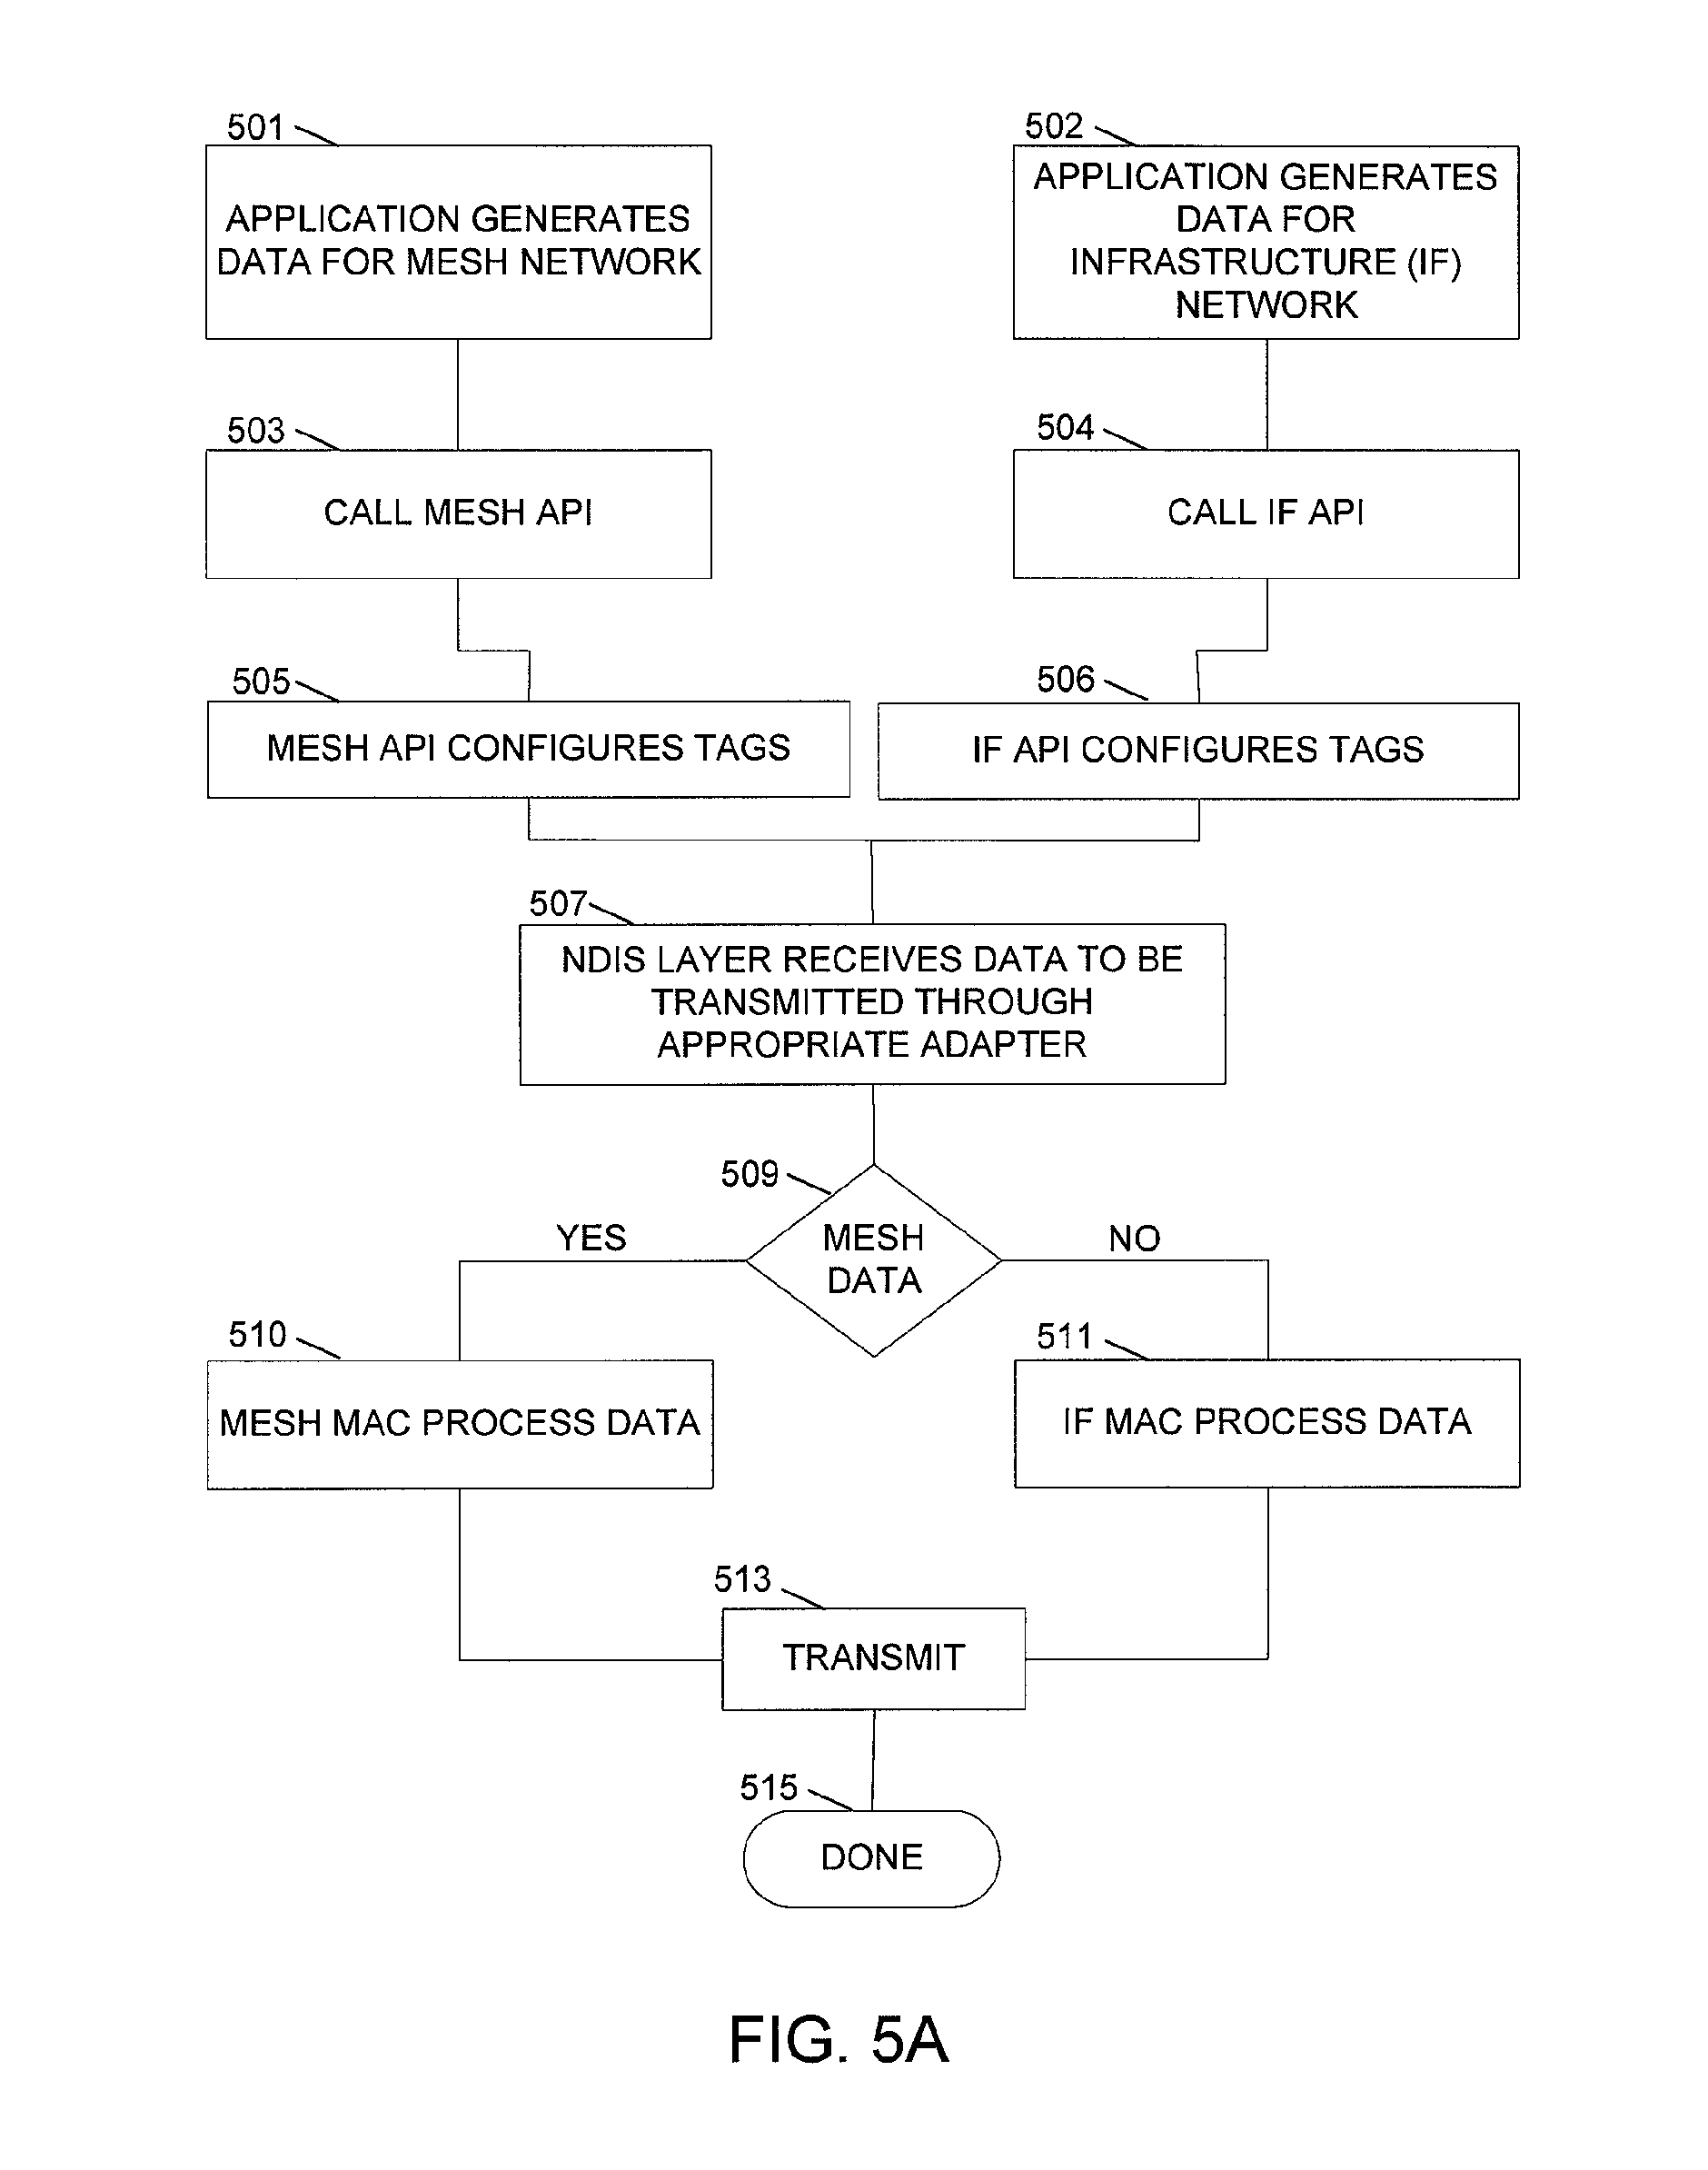 501
APPLICATION GENERATES
DATA FOR MESH NETWORK
502
APPLICATION GENERATES
DATA FOR
INFRASTRUCTURE (IF)
NETWORK
503
CALL MESH API
504
CALL IF API
505
MESH API CONFIGURES TAGS
506
IF API CONFIGURES TAGS
507
NDIS LAYER RECEIVES DATA TO BE
TRANSMITTED THROUGH
APPROPRIATE ADAPTER
509
MESH
DATA
YES
NO
510
MESH MAC PROCESS DATA
511
IF MAC PROCESS DATA
513
TRANSMIT
515
DONE
FIG. 5A